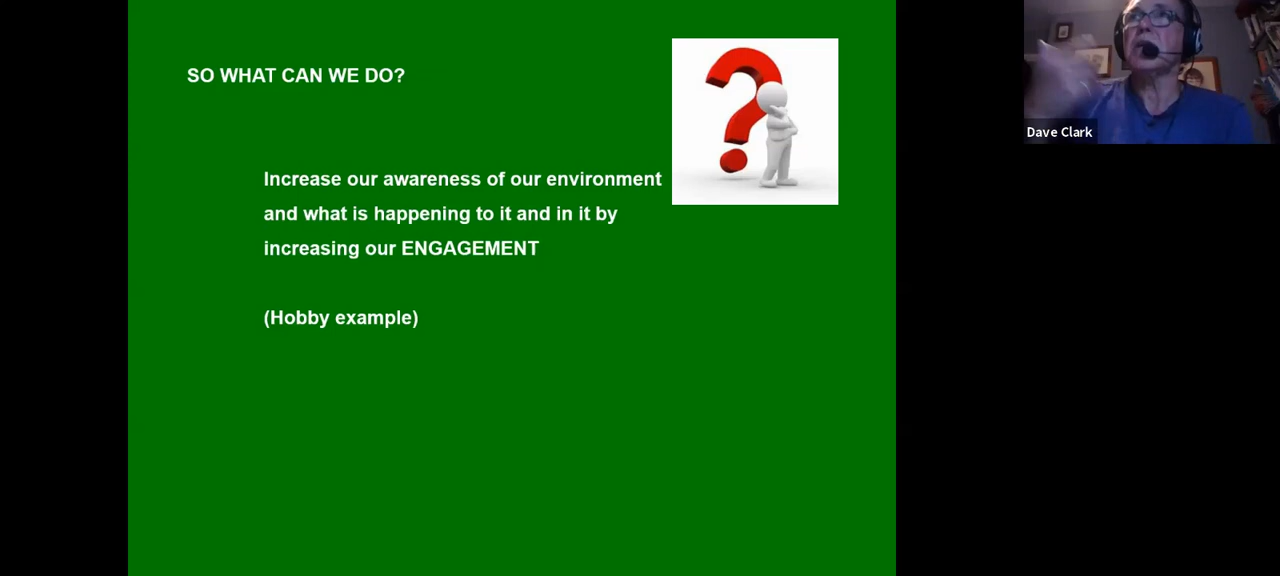 SO WHAT CAN WE DO?
Increase our awareness of our environment
and what is happening to it and in it by
increasing our ENGAGEMENT
(Hobby example)
Dave Clark